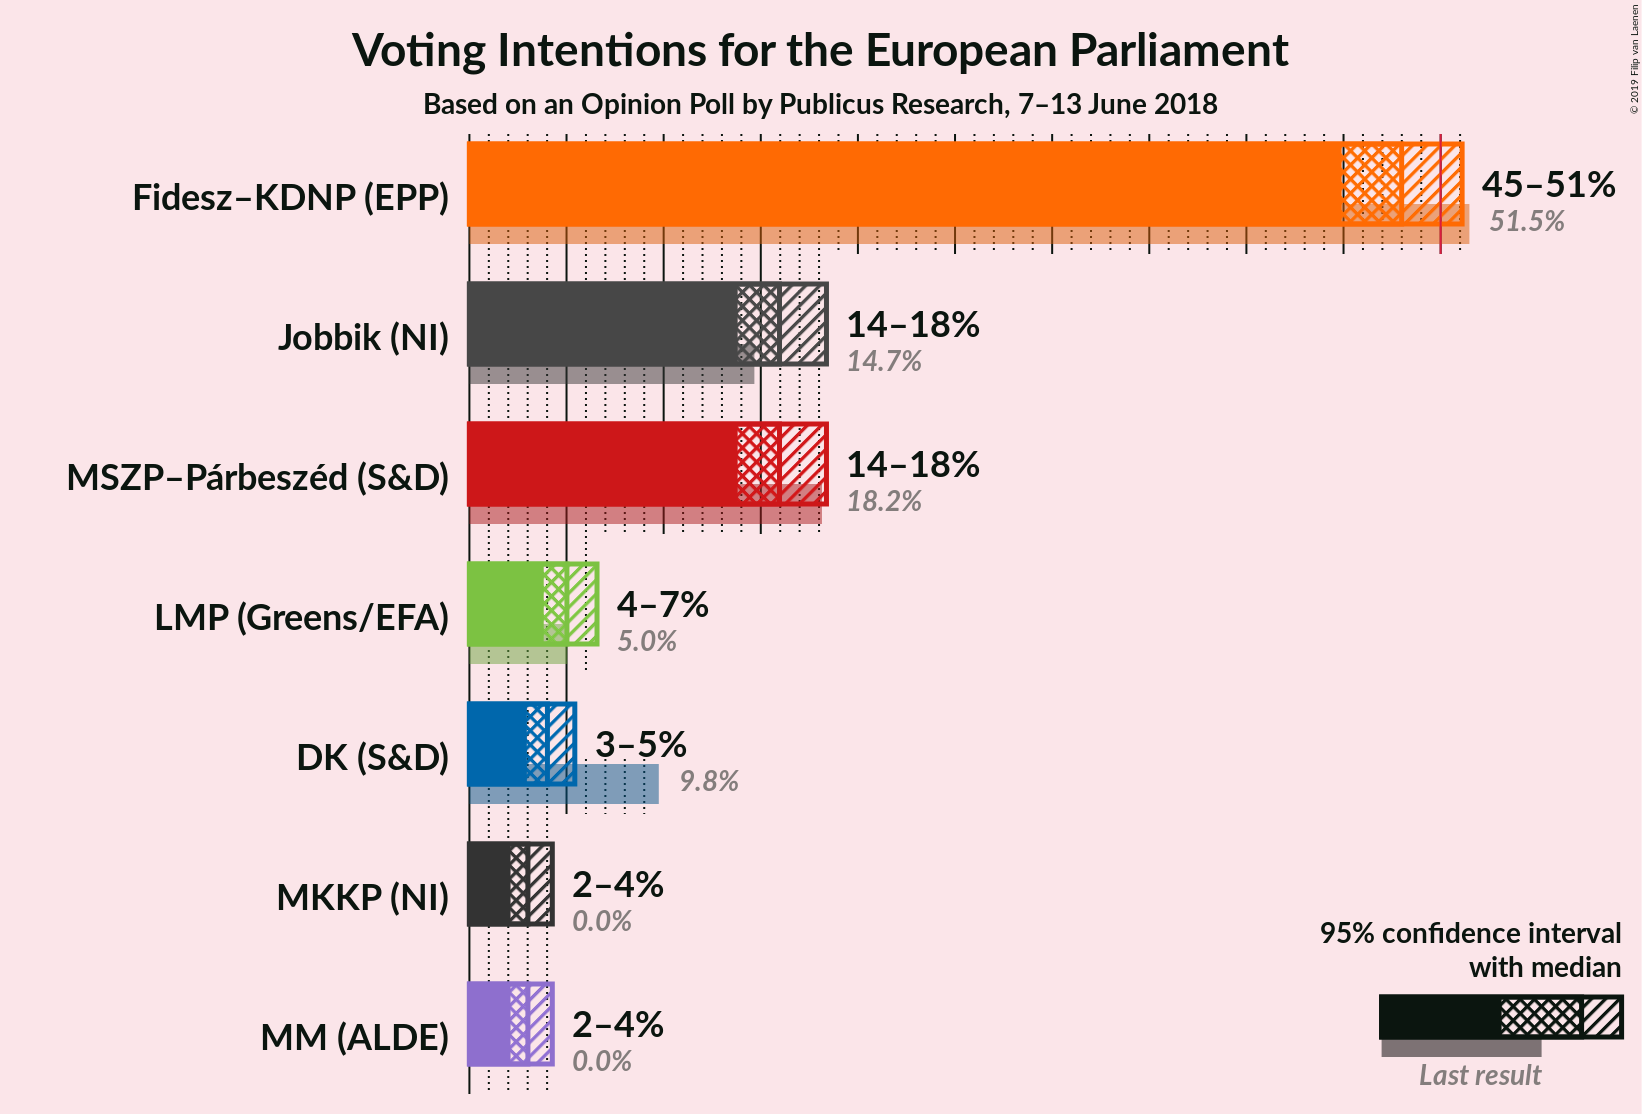 Voting Intentions for the European Parliament
Based on an Opinion Poll by Publicus Research, 7–13 June 2018
© 2019 Filip van Laenen
Fidesz–KDNP (EPP)
45–51%
51.5%
Jobbik (NI)
14–18%
14.7%
MSZP–Párbeszéd (S&D)
14–18%
18.2%
LMP (Greens/EFA)
4–7%
5.0%
DK (S&D)
3–5%
9.8%
MKKP (NI)
2–4%
0.0%
MM (ALDE)
2–4%
0.0%
95% confidence interval
with median
Last result